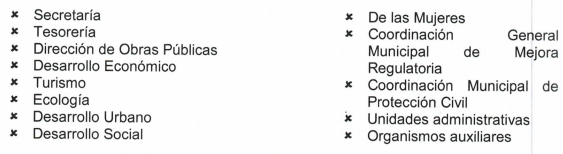 × Secretaría
× Tesorería
× Dirección de Obras Públicas
× Desarrollo Económico
× Turismo
× Ecología
× Desarrollo Urbano
× Desarrollo Social
× De las Mujeres
× Coordinación General
Municipal de Mejora
Regulatoria
× Coordinación Municipal de
Protección Civil
× Unidades administrativas
× Organismos auxiliares